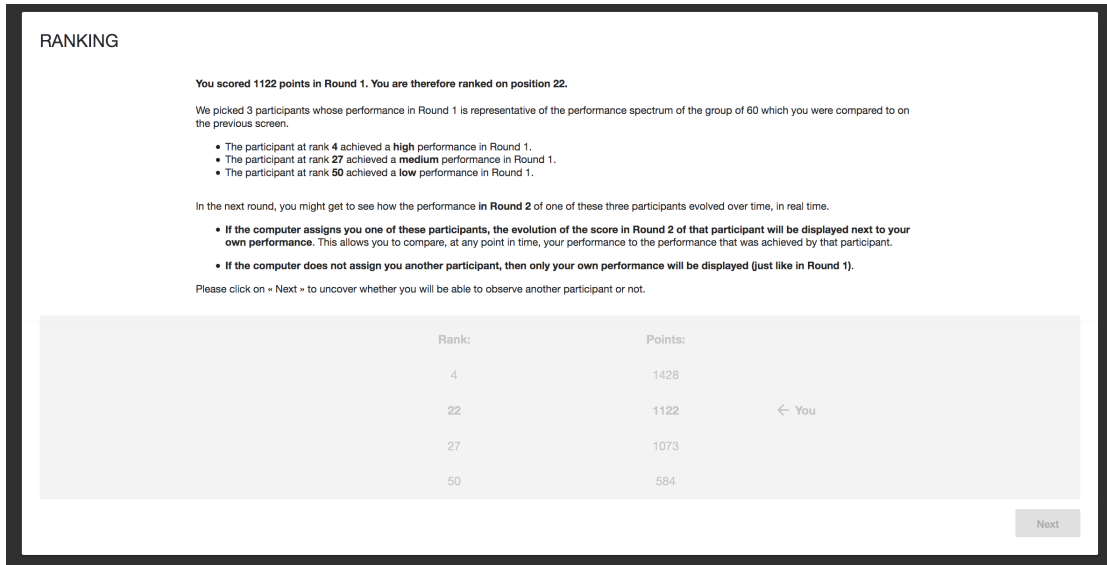 RANKING
You scored 1122 points in Round 1. You are therefore ranked on position 22.
We picked 3 participants whose performance in Round 1 is representative of the performance spectrum of the group of 60 which you were compared to on
the previous screen.
• The participant at rank 4 achieved a high performance in Round 1.
• The participant at rank 27 achieved a medium performance in Round 1.
• The participant at rank 50 achieved a low performance in Round 1.
In the next round, you might get to see how the performance in Round 2 of one of these three participants evolved over time, in real time.
• If the computer assigns you one of these participants, the evolution of the score in Round 2 of that participant will be displayed next to your
own performance. This allows you to compare, at any point in time, your performance to the performance that was achieved by that participant.
• If the computer does not assign you another participant, then only your own performance will be displayed (just like in Round 1).
Please click on « Next » to uncover whether you will be able to observe another participant or not.
Rank: Points:
4 1428
22 1122 ← You
27 1073
50 584
Next